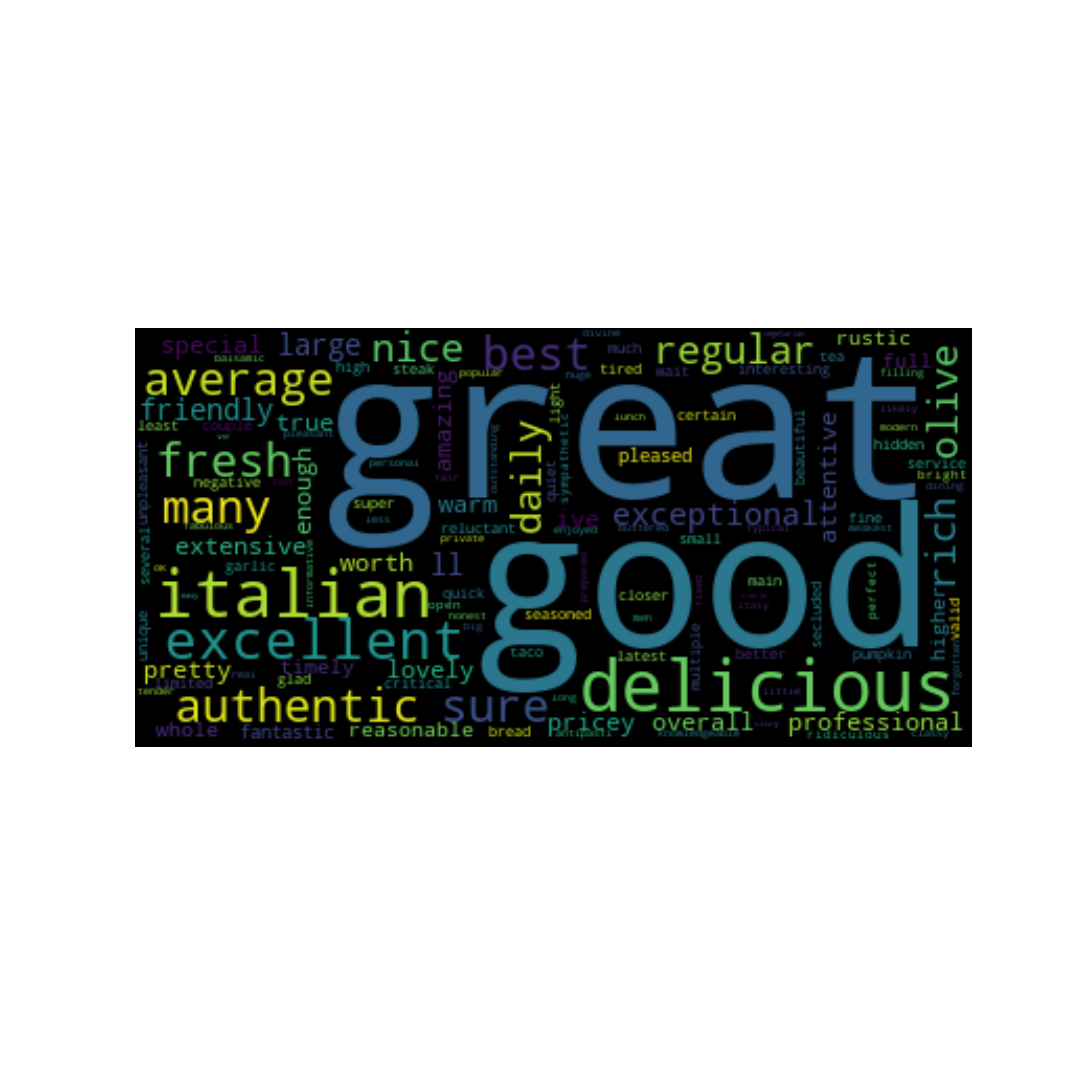 special
large
nice
best
regular
rustic
divine
much
tea
full
balsamic
high
steak
popular
huge
tired
wait
interesting
filling
average
great
friendly
true
amazing
light
lunch
certain
likely
olive
least
couple
pleasant
outstanding
daily
sympathetic
beautiful
attentive
modern
hidden
fresh
enough
personal
fair
quiet
pleased
service
bright
dining
negative
unpleasant
several
many
super
less
warm
ive
exceptional
fine
weakest
fabulous
reluctant
enjoyed
buttered
typical
private
small
extensive
informative
good
rich
higher
ok
garlic
worth
ll
prepared
main
perfect
italian
quick
closer
fixed
italy
secluded
valid
open
honest
seasoned
men
unique
excellent
big
taco
latest
multiple
better
pumpkin
forgotten
pretty
real
timely
lovely
delicious
limited
glad
critical
little
tender
authentic
sure
long
whole
fantastic
reasonable
bread
pricey
antipasti
overall
knowledgeable
professional
ridiculous
classy